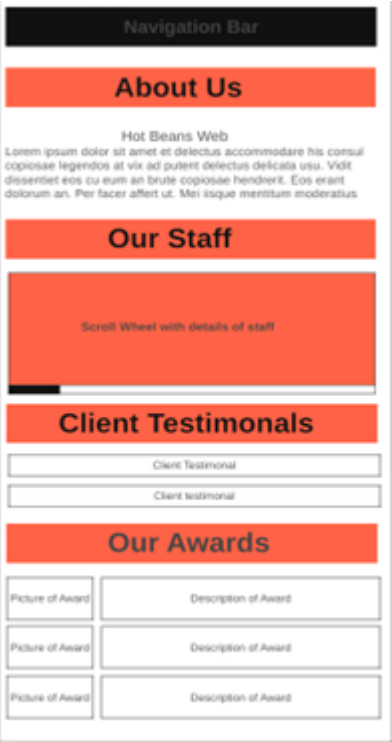 Navigation Bar
About Us
Hot Beans Web
Lorem ipsum dolor sit amet et delectus accommodare his consul
copiosae legendos at vix ad putent delectus delicata usu. Vidit
dissentiet eos cu eum an brute copiosae hendrerit. Eos erant
dolorum an. Per facer affert ut. Mei iisque mentitum moderatius
Our Staff
Scroll Wheel with details of staff
Client Testimonals
Client Testimonal
Client testimonal
Our Awards
Picture of Award Description of Award
Picture of Award Description of Award
Picture of Award Description of Award